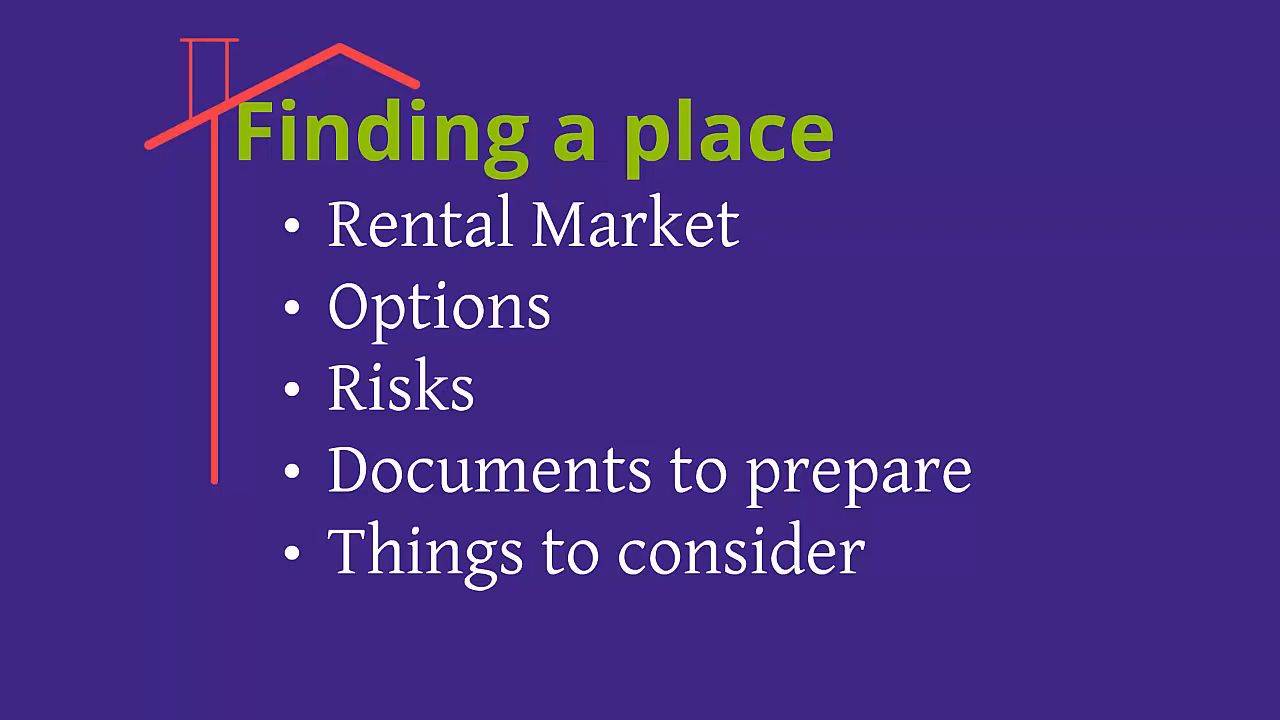 Finding a place
• Rental Market
• Options
• Risks
• Documents to prepare
• Things to consider